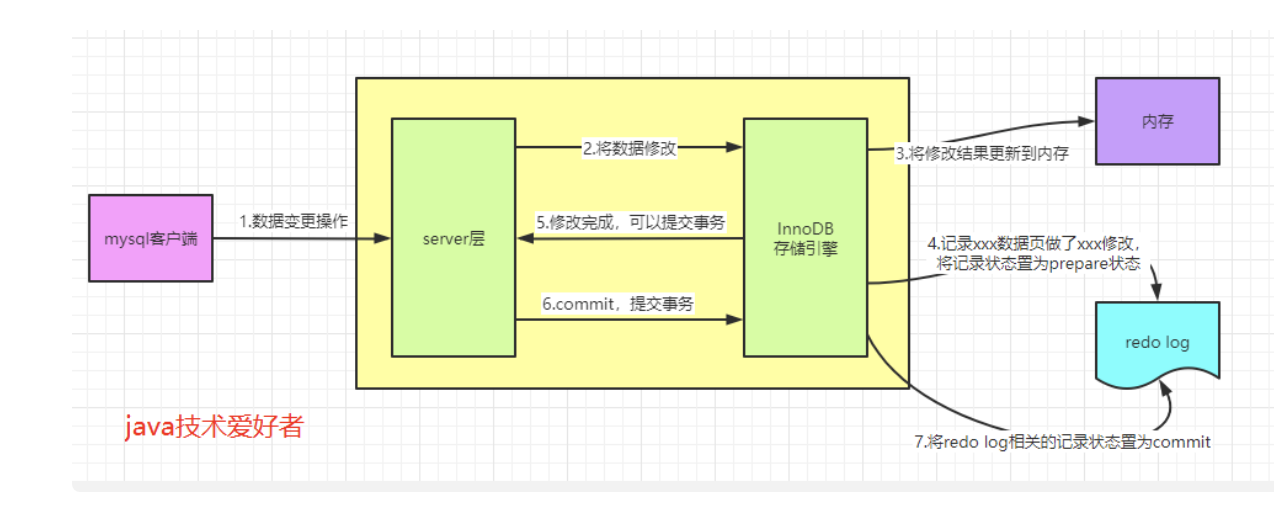 内存
2.将数据修改
3.将修改结果更新到内存
mysql客户端
1.数据变更操作
server层
5.修改完成，可以提交事务
InnoDB
存储引擎
4.记录xxx数据页做了xxx修改，
将记录状态置为prepare状态
6.commit，提交事务
redo log
java技术爱好者
7.将redo log相关的记录状态置为commit